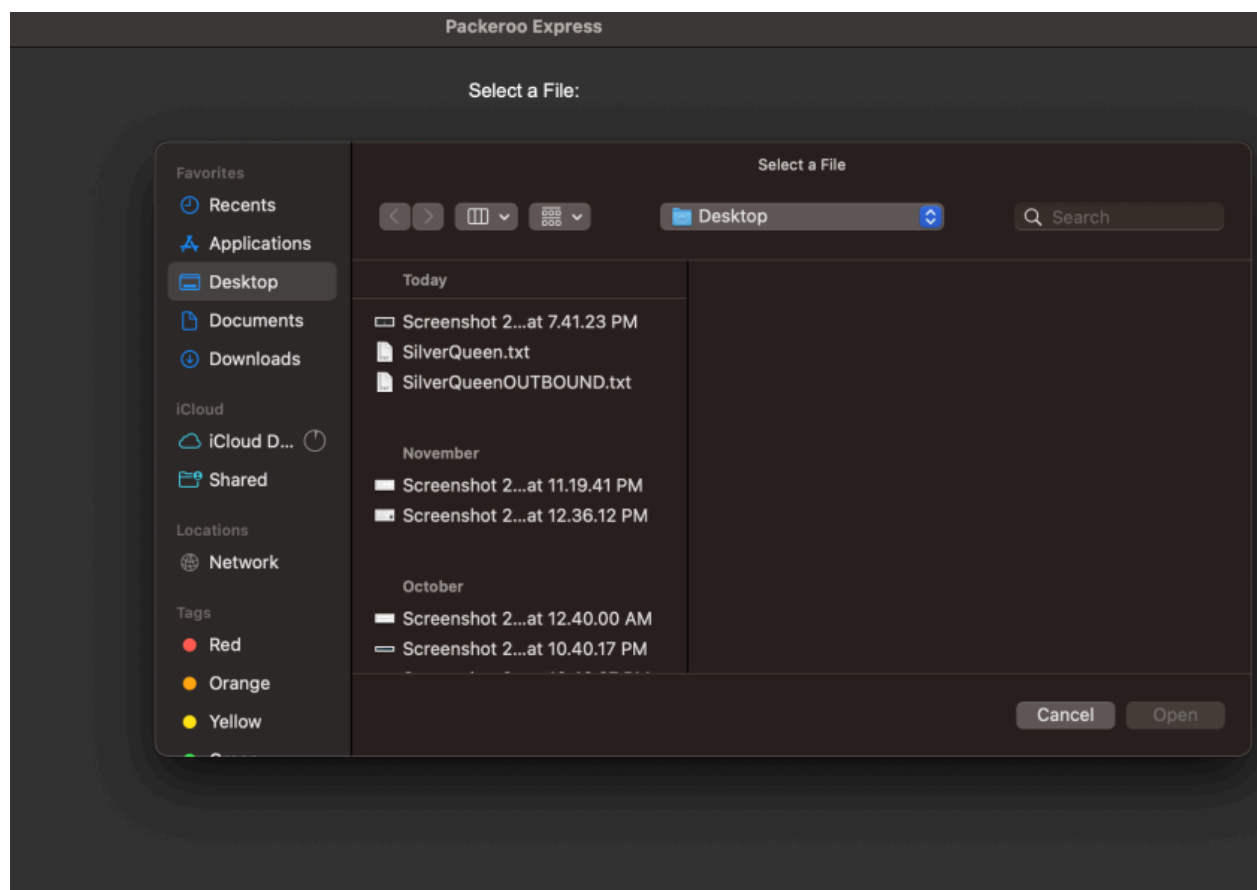 Packeroo Express
Select a File:
Select a File
Favorites
Recents
Applications
Desktop
Documents
Downloads
iCloud
iCloud D...
Shared
Locations
Network
Tags
Red
Orange
Yellow
Desktop
Search
Today
Screenshot 2...at 7.41.23 PM
SilverQueen.txt
SilverQueenOUTBOUND.txt
November
Screenshot 2...at 11.19.41 PM
Screenshot 2...at 12.36.12 PM
October
Screenshot 2...at 12.40.00 AM
Screenshot 2...at 10.40.17 PM
Cancel
Open